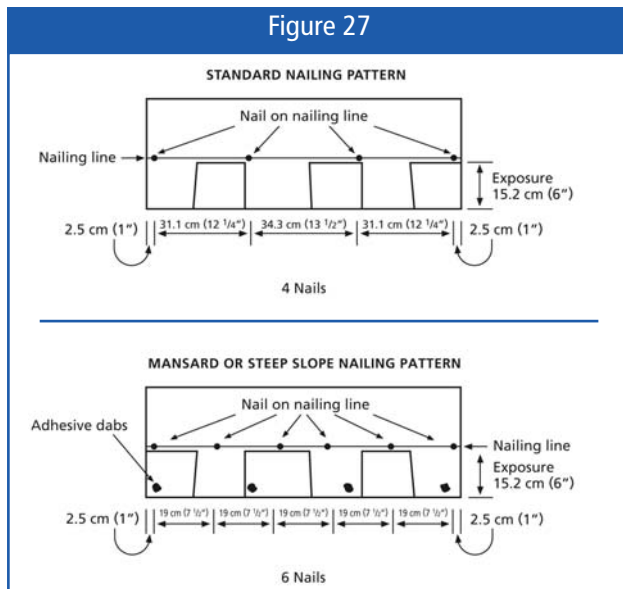 Figure 27
STANDARD NAILING PATTERN
Nail on nailing line
Nailing line
Exposure
15.2 cm (6”)
2.5 cm (1”)
31.1 cm (12 1/4”)
34.3 cm (13 1/2”)
31.1 cm (12 1/4”)
2.5 cm (1”)
4 Nails
MANSARD OR STEEP SLOPE NAILING PATTERN
Nail on nailing line
Adhesive dabs
Nailing line
Exposure
15.2 cm (6”)
2.5 cm (1”)
19 cm (7 1/2”)
19 cm (7 1/2”)
19 cm (7 1/2”)
19 cm (7 1/2”)
19 cm (7 1/2”)
2.5 cm (1”)
6 Nails